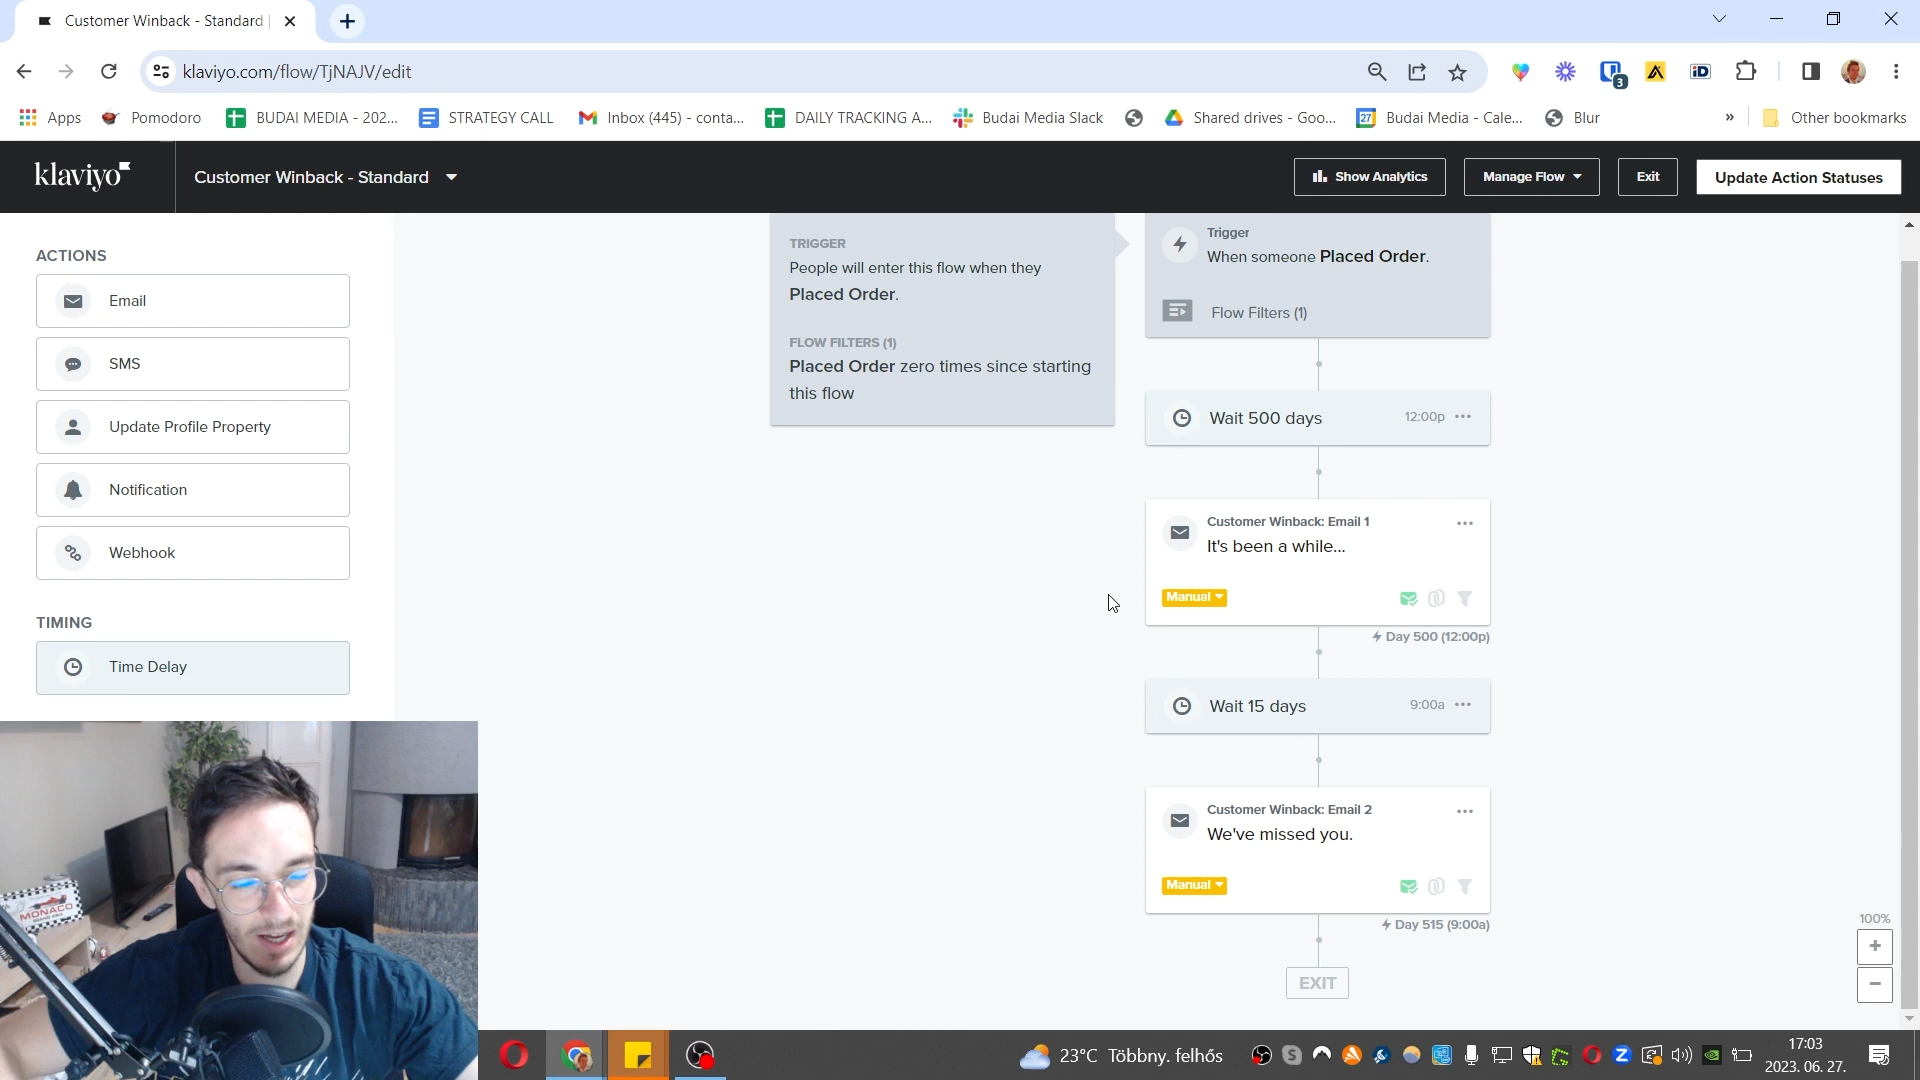 Customer Winback - Standard |
klaviyo.com/flow/TjNAJV/edit
3
iD
Apps
Pomodoro
BUDAI MEDIA - 202...
STRATEGY CALL
Inbox (445) - conta...
DAILY TRACKING A...
Budai Media Slack
Shared drives - Goo...
27
Budai Media - Cale...
Blur
»
Other bookmarks
klaviyo
Customer Winback - Standard
Show Analytics
Manage Flow
Exit
Update Action Statuses
ACTIONS
Email
SMS
Update Profile Property
Notification
Webhook
TIMING
Time Delay
TRIGGER
People will enter this flow when they
Placed Order.
FLOW FILTERS (1)
Placed Order zero times since starting
this flow
Trigger
When someone Placed Order.
Flow Filters (1)
Wait 500 days
12:00p
Customer Winback: Email 1
It's been a while...
Manual
Day 500 (12:00p)
Wait 15 days
9:00a
Customer Winback: Email 2
We've missed you.
Manual
Day 515 (9:00a)
EXIT
100%
+
−
MONACO
23°C Többny. felhős
17:03
2023. 06. 27.